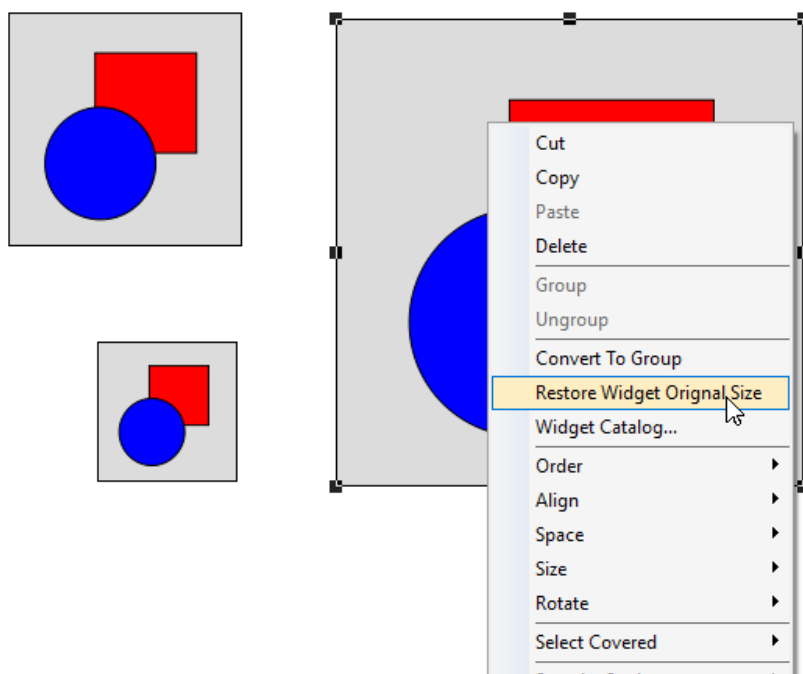 Cut
Copy
Paste
Delete
Group
Ungroup
Convert To Group
Restore Widget Orignal Size
Widget Catalog...
Order
Align
Space
Size
Rotate
Select Covered